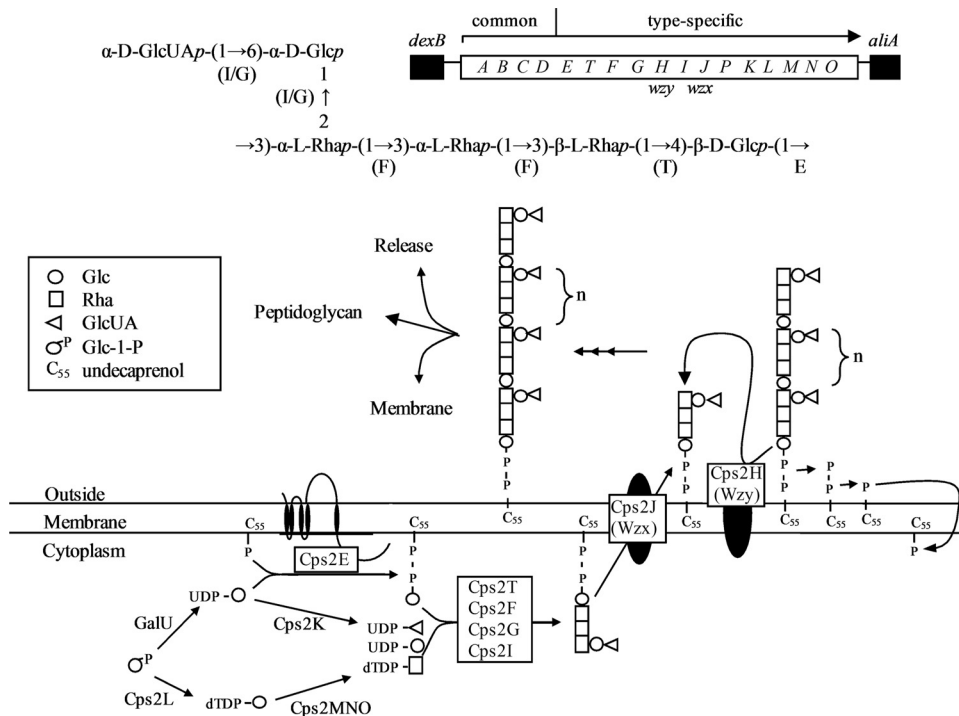 common type-specific
dexB aliA
A B C D E T F G H I J P K L M N O
wzy wzx
α-D-GlcUAp-(1→6)-α-D-Glcp
(I/G) 1
(I/G) ↑
2
→3)-α-L-Rhap-(1→3)-α-L-Rhap-(1→3)-β-L-Rhap-(1→4)-β-D-Glcp-(1→
(F) (F) (T) E
Glc
Rha
GlcUA
P Glc-1-P
C55 undecaprenol
Release
Peptidoglycan
Membrane
n
n
P
P
P
P
P
P
P
P
P
Outside
Membrane
Cytoplasm
C55
C55
C55
C55
C55
C55
C55
C55
C55
P
P
P
P
P
P
Cps2E
Cps2J
(Wzx)
Cps2H
(Wzy)
UDP
GalU
P
Cps2L
dTDP
Cps2K
Cps2MNO
UDP
UDP
dTDP
Cps2T
Cps2F
Cps2G
Cps2I